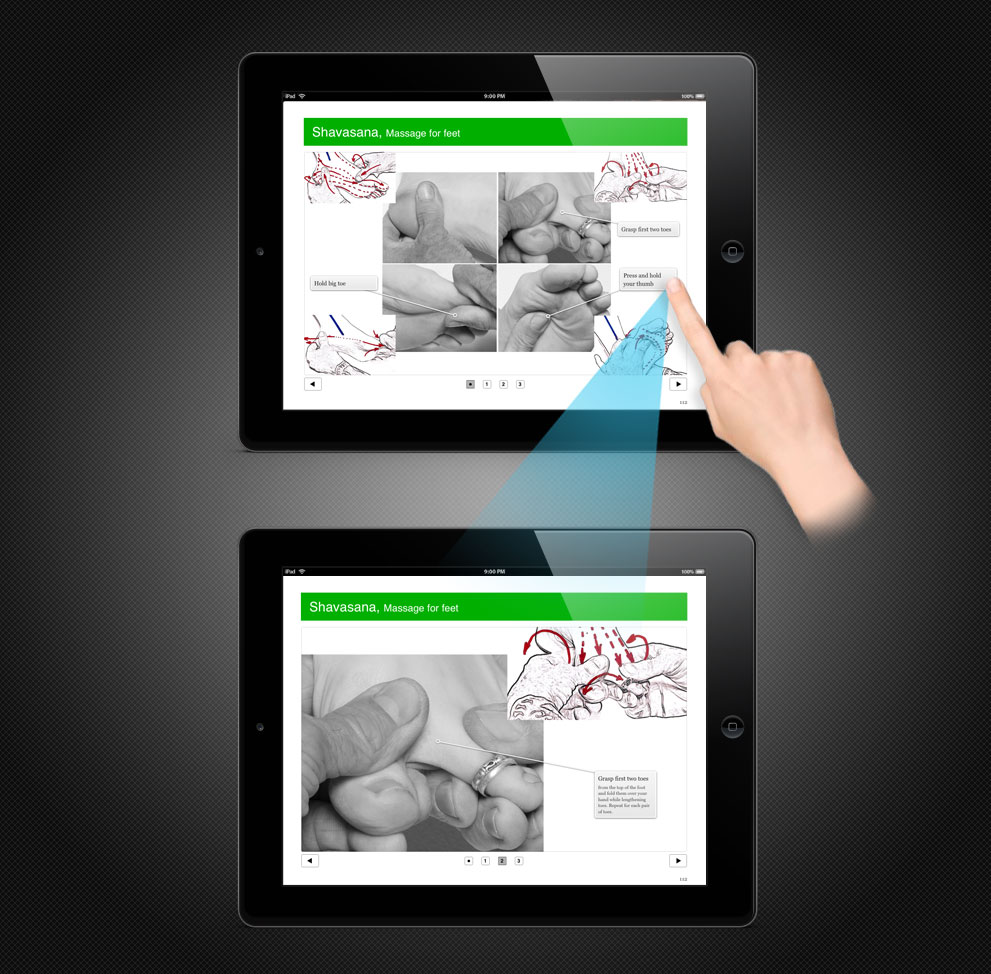 iPad 9:00 PM 100%
Shavasana, Massage for feet
Grasp first two toes
Press and hold
your thumb
Hold big toe
1 2 3
112
iPad 9:00 PM 100%
Shavasana, Massage for feet
Grasp first two toes
from the top of the foot
and fold them over your
hand while lengthening
toes. Repeat for each pair
of toes.
1 2 3
112